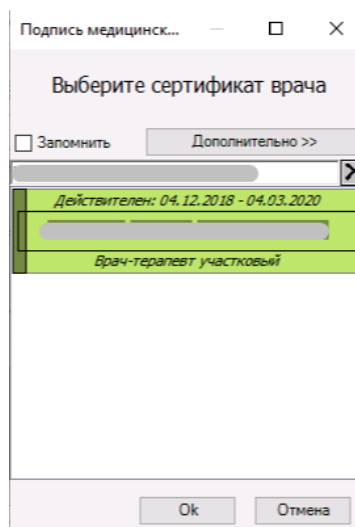 Подпись медицинск...
Выберите сертификат врача
Запомнить
Дополнительно >>
Действителен: 04.12.2018 - 04.03.2020
Врач-терапевт участковый
Ok
Отмена